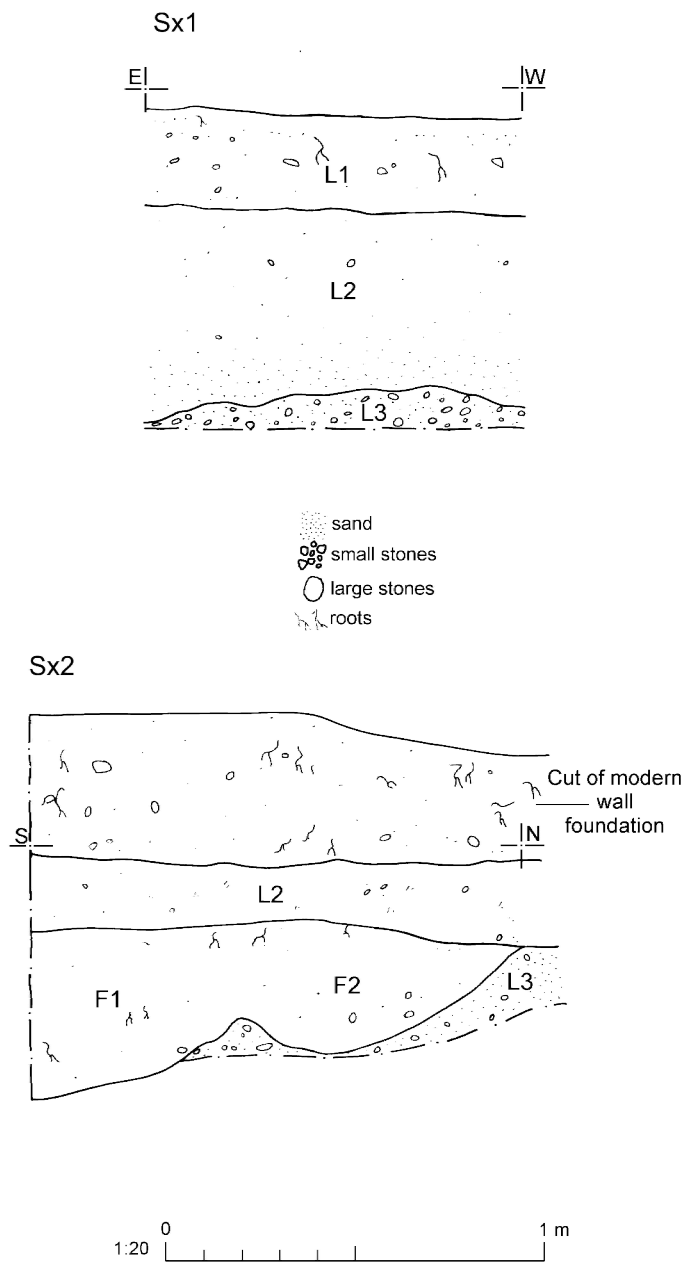 Sx1
E W
L1
L2
L3
sand
small stones
large stones
roots
Sx2
Cut of modern
wall
foundation
S N
L2
L3
F1 F2
0 1 m
1:20